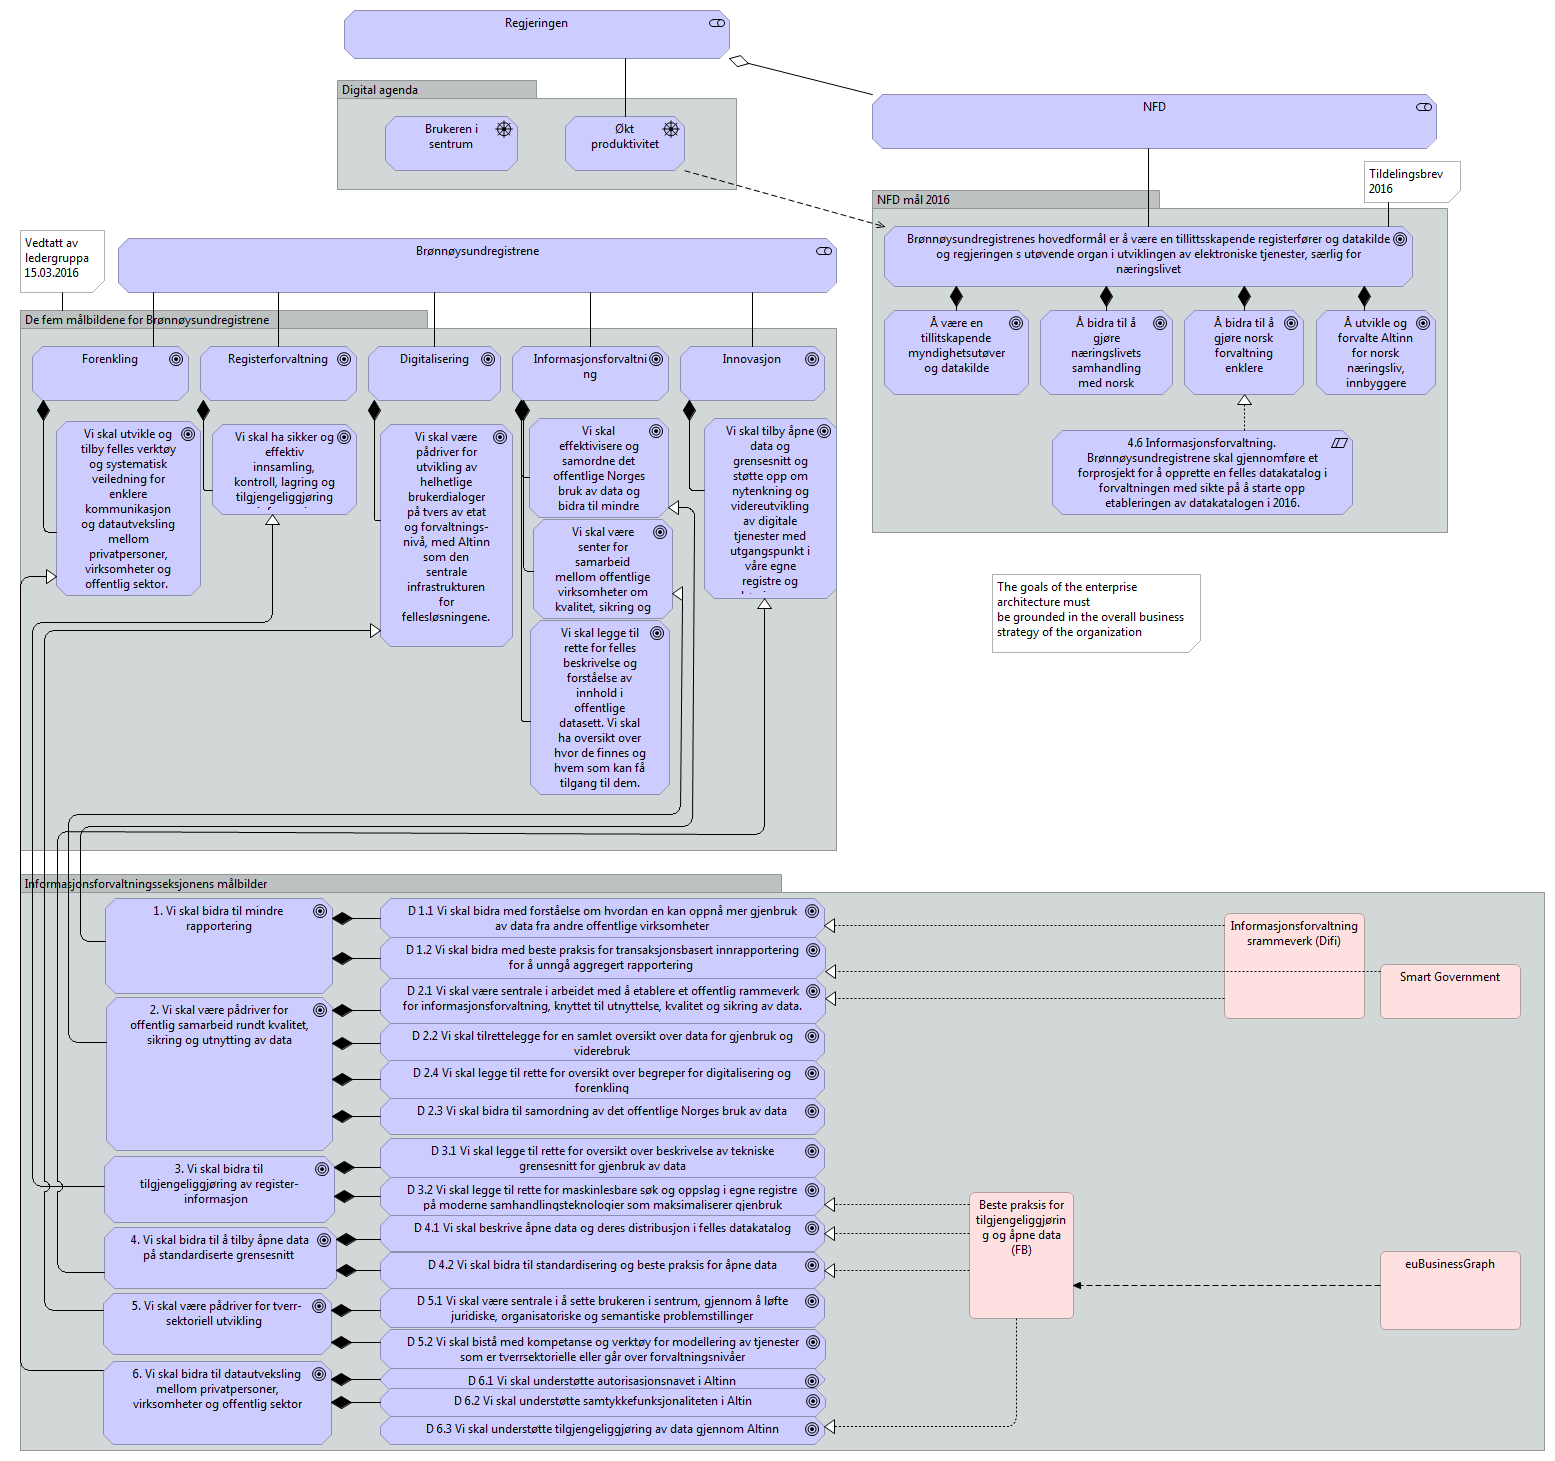 Regjeringen
Digital agenda
Brukeren i
sentrum
Økt
produktivitet
NFD
Tildelingsbrev
2016
NFD mål 2016
Brønnøysundregistrenes hovedformål er å være en tillittsskapende registerfører og datakilde
og regjeringen s utøvende organ i utviklingen av elektroniske tjenester, særlig for
næringslivet
Å være en
tillitskapende
myndighetsutøver
og datakilde
Å bidra til å
gjøre
næringslivets
samhandling
med norsk
Å bidra til å
gjøre norsk
forvaltning
enklere
Å utvikle og
forvalte Altinn
for norsk
næringsliv,
innbyggere
4.6 Informasjonsforvaltning.
Brønnøysundregistrene skal gjennomføre et
forprosjekt for å opprette en felles datakatalog i
forvaltningen med sikte på å starte opp
etableringen av datakatalogen i 2016.
The goals of the enterprise
architecture must
be grounded in the overall business
strategy of the organization
Vedtatt av
ledergruppa
15.03.2016
Brønnøysundregistrene
De fem målbildene for Brønnøysundregistrene
Forenkling
Registerforvaltning
Digitalisering
Informasjonsforvaltni
ng
Innovasjon
Vi skal utvikle og
tilby felles verktøy
og systematisk
veiledning for
enklere
kommunikasjon
og datautveksling
mellom
privatpersoner,
virksomheter og
offentlig sektor.
Vi skal ha sikker og
effektiv
innsamling,
kontroll, lagring og
tilgjengeliggjøring
Vi skal være
pådriver for
utvikling av
helhetlige
brukerdialoger
på tvers av etat
og forvaltnings-
nivå, med Altinn
som den
sentrale
infrastrukturen
for
fellesløsningene.
Vi skal
effektivisere og
samordne det
offentlige Norges
bruk av data og
bidra til mindre
Vi skal være
senter for
samarbeid
mellom offentlige
virksomheter om
kvalitet, sikring og
Vi skal legge til
rette for felles
beskrivelse og
forståelse av
innhold i
offentlige
datasett. Vi skal
ha oversikt over
hvor de finnes og
hvem som kan få
tilgang til dem.
Vi skal tilby åpne
data og
grensesnitt og
støtte opp om
nytenkning og
videreutvikling
av digitale
tjenester med
utgangspunkt i
våre egne
registre og
Informasjonsforvaltningsseksjonens målbilder
1. Vi skal bidra til mindre
rapportering
D 1.1 Vi skal bidra med forståelse om hvordan en kan oppnå mer gjenbruk
av data fra andre offentlige virksomheter
D 1.2 Vi skal bidra med beste praksis for transaksjonsbasert innrapportering
for å unngå aggregert rapportering
2. Vi skal være pådriver for
offentlig samarbeid rundt kvalitet,
sikring og utnytting av data
D 2.1 Vi skal være sentrale i arbeidet med å etablere et offentlig rammeverk
for informasjonsforvaltning, knyttet til utnyttelse, kvalitet og sikring av data.
D 2.2 Vi skal tilrettelegge for en samlet oversikt over data for gjenbruk og
viderebruk
D 2.4 Vi skal legge til rette for oversikt over begreper for digitalisering og
forenkling
D 2.3 Vi skal bidra til samordning av det offentlige Norges bruk av data
3. Vi skal bidra til
tilgjengeliggjøring av register-
informasjon
D 3.1 Vi skal legge til rette for oversikt over beskrivelse av tekniske
grensesnitt for gjenbruk av data
D 3.2 Vi skal legge til rette for maskinlesbare søk og oppslag i egne registre
på moderne samhandlingsteknologier som maksimaliserer gjenbruk
4. Vi skal bidra til å tilby åpne data
på standardiserte grensesnitt
D 4.1 Vi skal beskrive åpne data og deres distribusjon i felles datakatalog
D 4.2 Vi skal bidra til standardisering og beste praksis for åpne data
5. Vi skal være pådriver for tverr-
sektoriell utvikling
D 5.1 Vi skal være sentrale i å sette brukeren i sentrum, gjennom å løfte
juridiske, organisatoriske og semantiske problemstillinger
D 5.2 Vi skal bistå med kompetanse og verktøy for modellering av tjenester
som er tverrsektorielle eller går over forvaltningsnivåer
6. Vi skal bidra til datautveksling
mellom privatpersoner,
virksomheter og offentlig sektor
D 6.1 Vi skal understøtte autorisasjonsnavet i Altinn
D 6.2 Vi skal understøtte samtykkefunksjonaliteten i Altin
D 6.3 Vi skal understøtte tilgjengeliggjøring av data gjennom Altinn
Informasjonsforvaltning
srammeverk (Difi)
Smart Government
Beste praksis for
tilgjengeliggjørin
g og åpne data
(FB)
euBusinessGraph